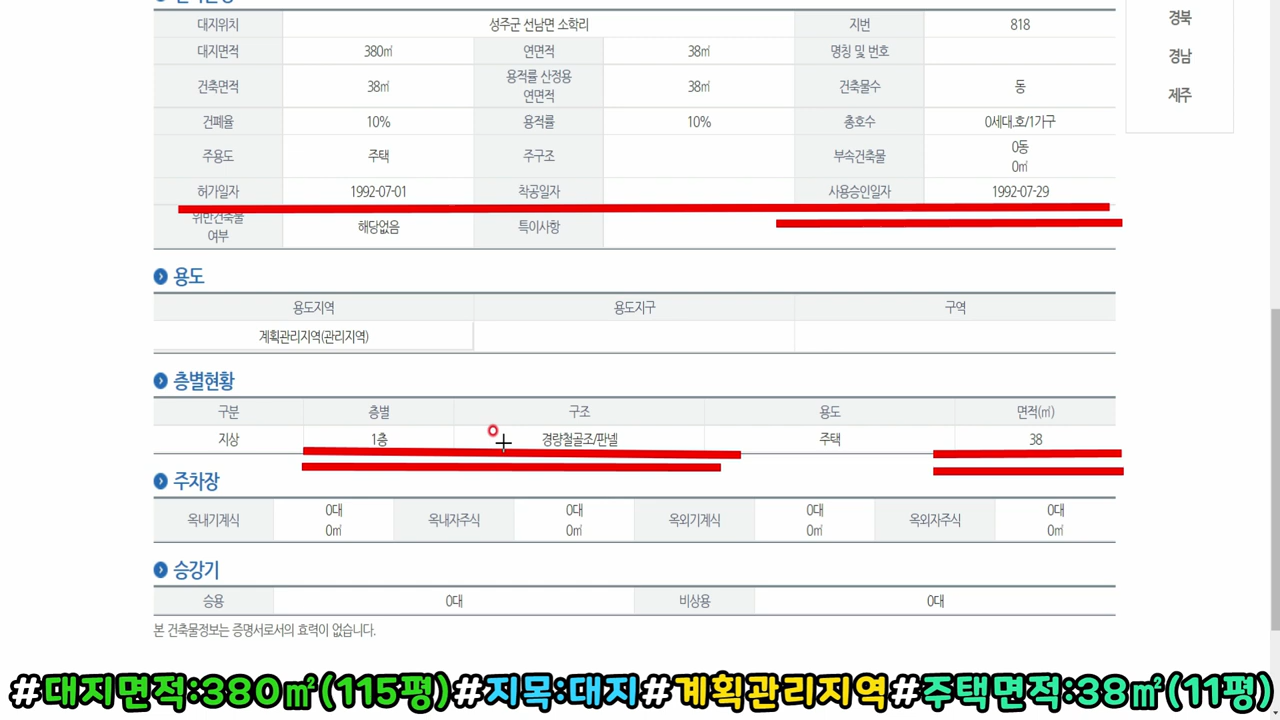 대지위치 성주군 선남면 소학리 지번 818
대지면적 380㎡ 연면적 38㎡ 명칭 및 번호
건축면적 38㎡ 용적률 산정용 연면적 38㎡ 건축물수 동
건폐율 10% 용적률 10% 총호수 0세대.호/1가구
주용도 주택 주구조 부속건축물 0동 0㎡
허가일자 1992-07-01 착공일자 사용승인일자 1992-07-29
위반건축물 여부 해당없음 특이사항
용도
용도지역 용도지구 구역
계획관리지역(관리지역)
층별현황
구분 층별 구조 용도 면적(㎡)
지상 1층 경량철골조/판넬 주택 38
주차장
옥내기계식 0대 0㎡ 옥내자주식 0대 0㎡ 옥외기계식 0대 0㎡ 옥외자주식 0대 0㎡
승강기
승용 0대 비상용 0대
본 건축물정보는 증명서로서의 효력이 없습니다.
경북
경남
제주
#대지면적:380㎡(115평)#지목:대지#계획관리지역#주택면적:38㎡(11평)